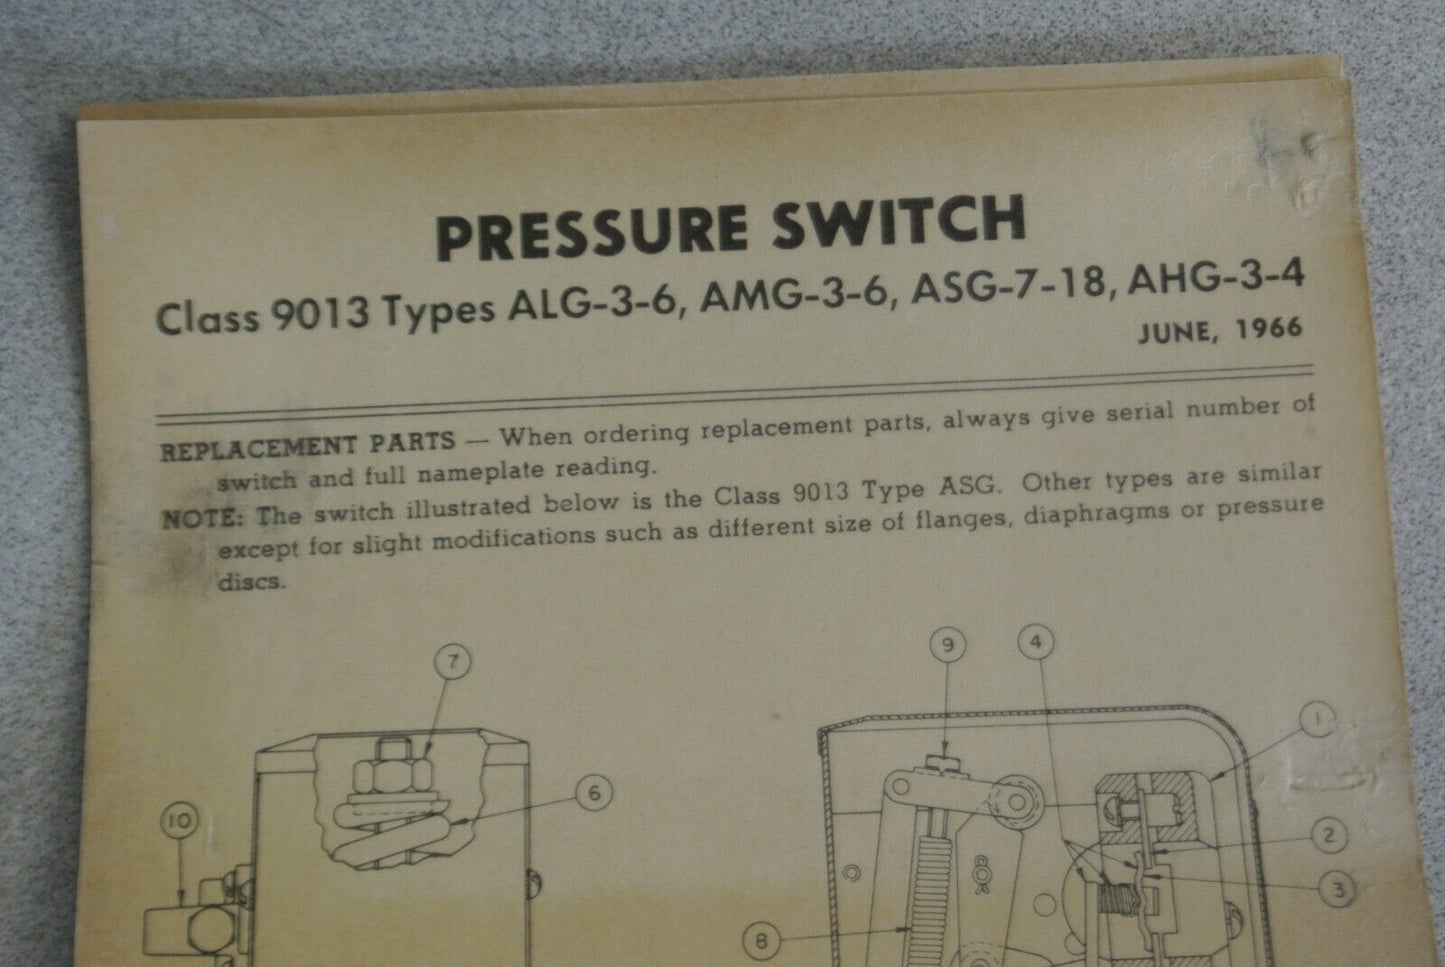 PRESSURE SWITCH
Class 9013 Types ALG-3-6, AMG-3-6, ASG-7-18, AHG-3-4
JUNE, 1966
REPLACEMENT PARTS — When ordering replacement parts, always give serial number of
switch and full nameplate reading.
NOTE: The switch illustrated below is the Class 9013 Type ASG. Other types are similar
except for slight modifications such as different size of flanges, diaphragms or pressure
discs.
7
9
4
1
6
10
2
3
8